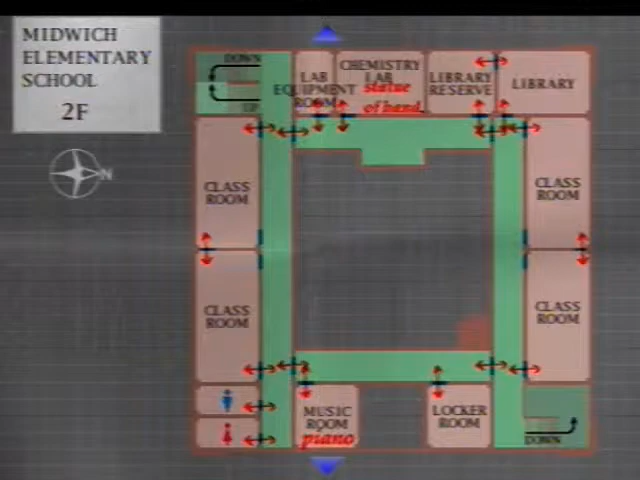 MIDWICH
ELEMENTARY
SCHOOL
2F
N
DOWN
UP
LAB
EQUIPMENT
ROOM
CHEMISTRY
LAB
statue
of hand
LIBRARY
RESERVE
LIBRARY
CLASS
ROOM
CLASS
ROOM
CLASS
ROOM
CLASS
ROOM
MUSIC
ROOM
piano
LOCKER
ROOM
DOWN